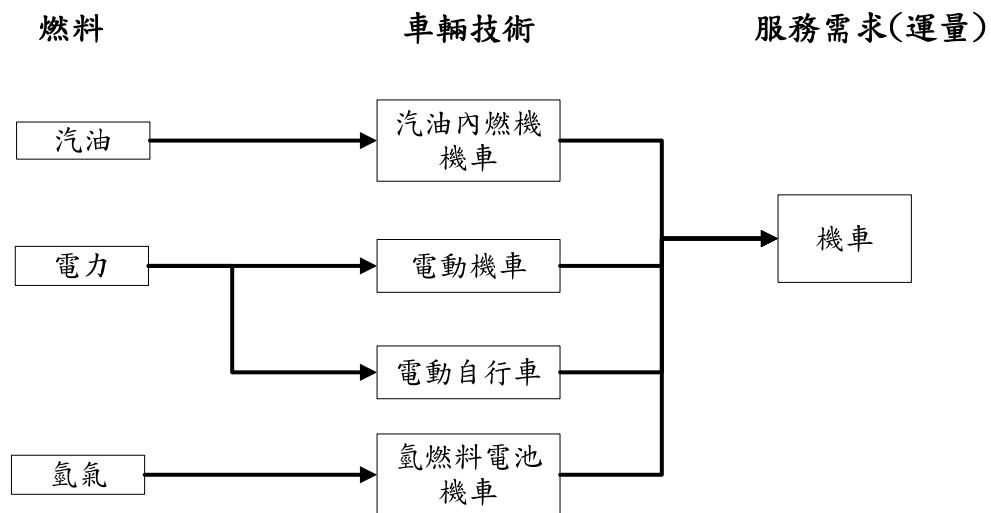 燃料
車輛技術
服務需求(運量)
汽油
汽油內燃機
機車
電力
電動機車
機車
電動自行車
氫氣
氫燃料電池
機車